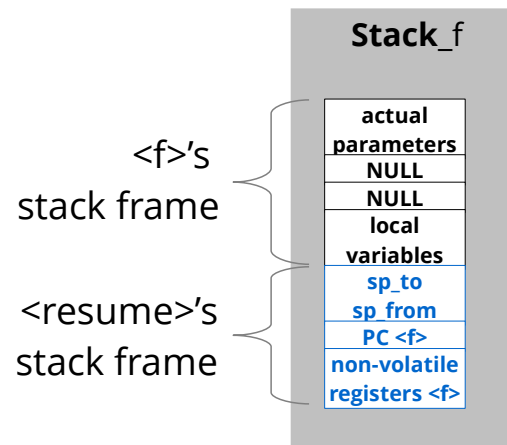 Stack_f
<f>’s
stack frame
actual
parameters
NULL
NULL
local
variables
<resume>’s
stack frame
sp_to
sp_from
PC <f>
non-volatile
registers <f>